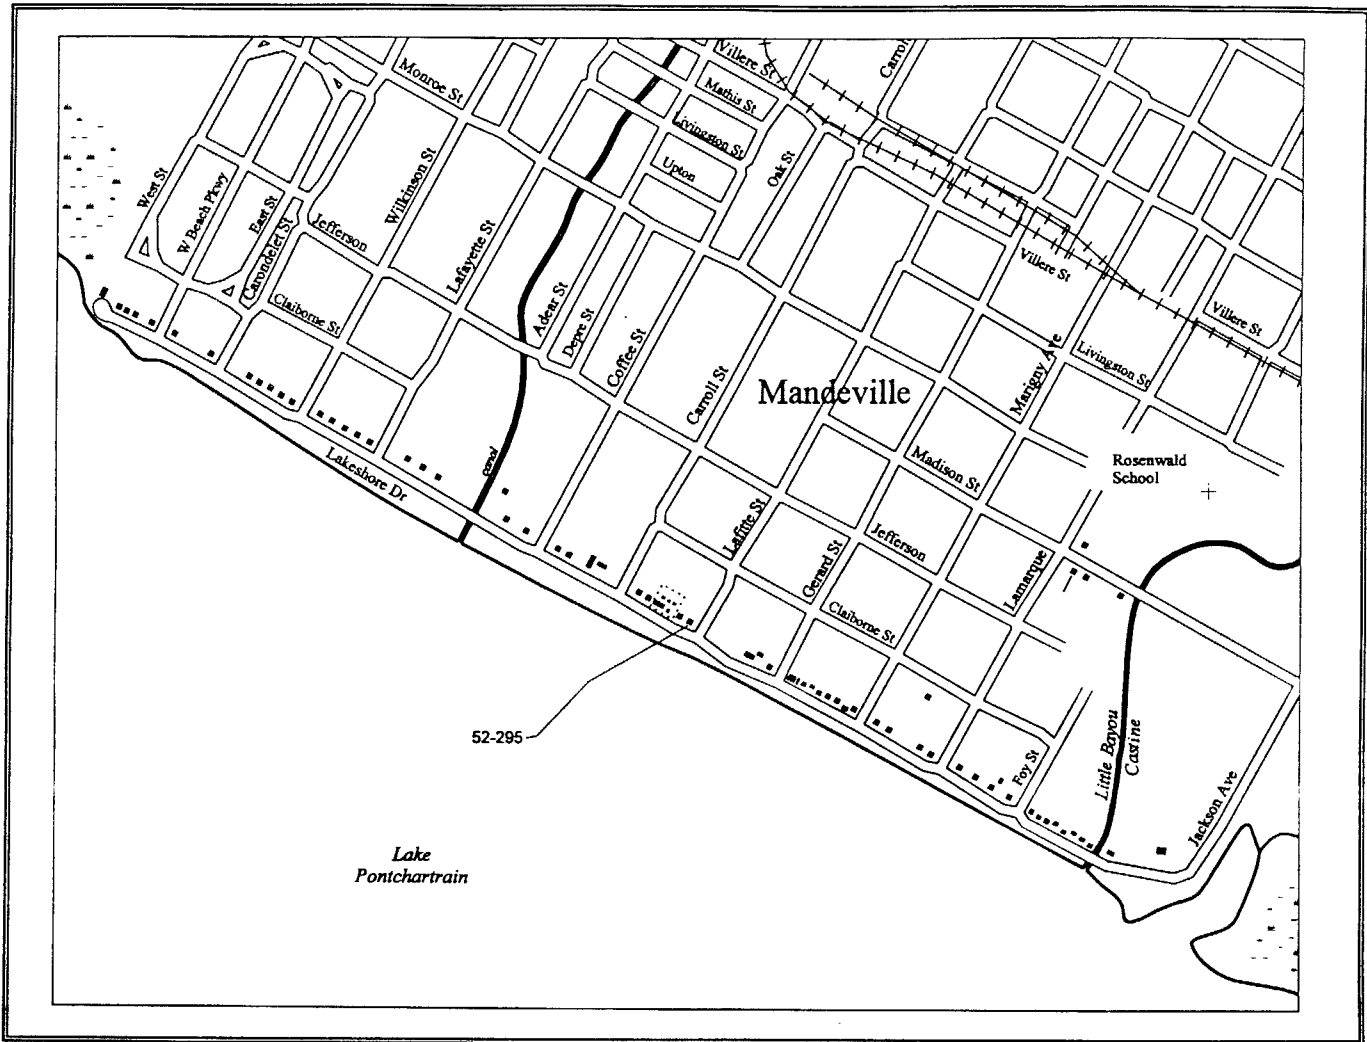 Villere St
Carrol
Monroe St
Mathis St
Livingston St
Upton
Oak St
West St
W Beach Pkwy
East St
Carondelet St
Jefferson
Wilkinson St
Lafayette St
Claiborne St
Adear St
Depre St
Coffee St
Carroll St
Mandeville
Villere St
Villere St
Livingston St
Marigny Ave
Madison St
Rosenwald
School
canal
Lakeshore Dr
Lafitte St
Gerard St
Jefferson
Lamarque
Claiborne St
52-295
Foy St
Little Bayou
Castine
Jackson Ave
Lake
Pontchartrain